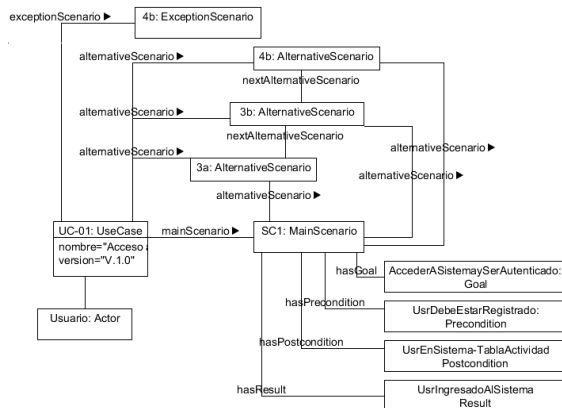 exceptionScenario ►
4b: ExceptionScenario
alternativeScenario ►
4b: AlternativeScenario
nextAlternativeScenario
alternativeScenario ►
3b: AlternativeScenario
nextAlternativeScenario
alternativeScenario ►
alternativeScenario ►
3a: AlternativeScenario
alternativeScenario ►
alternativeScenario ►
UC-01: UseCase
nombre="Acceso a
version="V.1.0"
mainScenario ►
SC1: MainScenario
hasGoal
AccederASistemaySerAutenticado:
Goal
Usuario: Actor
hasPrecondition
UsrDebeEstarRegistrado:
Precondition
hasPostcondition
UsrEnSistema-TablaActividad
Postcondition
hasResult
UsrIngresadoAlSistema
Result